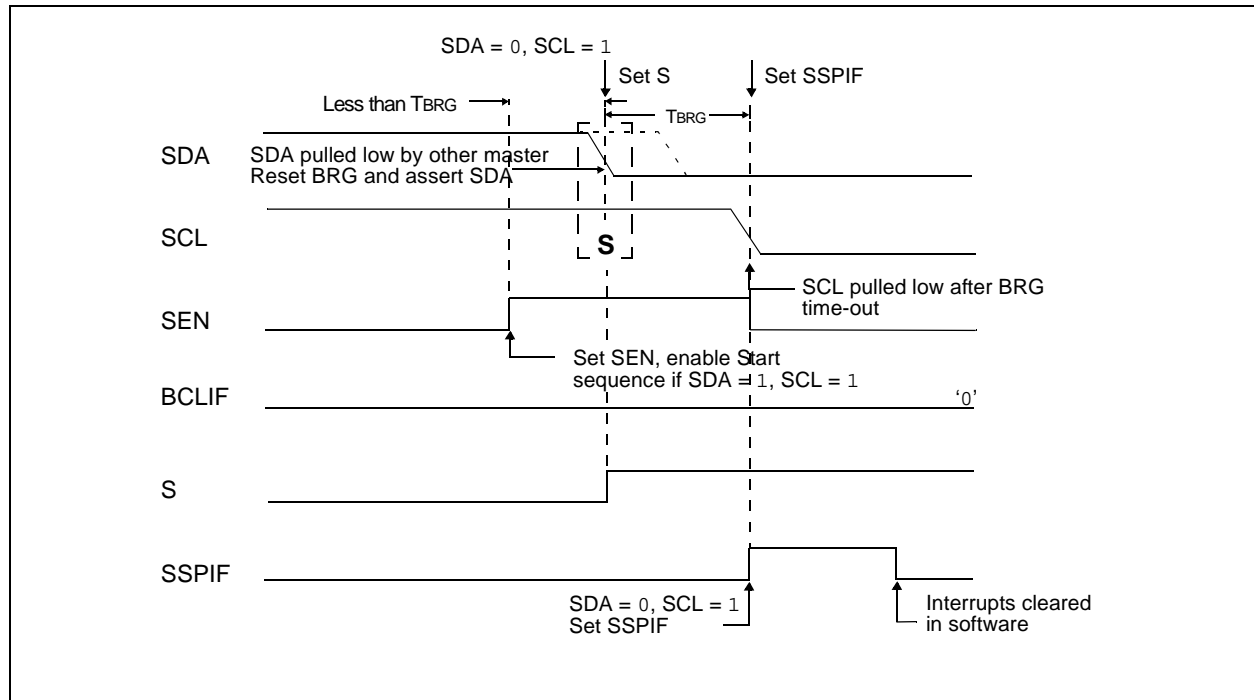 SDA = 0, SCL = 1
Set S
Set SSPIF
Less than TBRG
TBRG
SDA
SDA pulled low by other master
Reset BRG and assert SDA
SCL
S
SCL pulled low after BRG
time-out
SEN
Set SEN, enable Start
sequence if SDA = 1, SCL = 1
BCLIF
‘0’
S
SSPIF
SDA = 0, SCL = 1
Set SSPIF
Interrupts cleared
in software